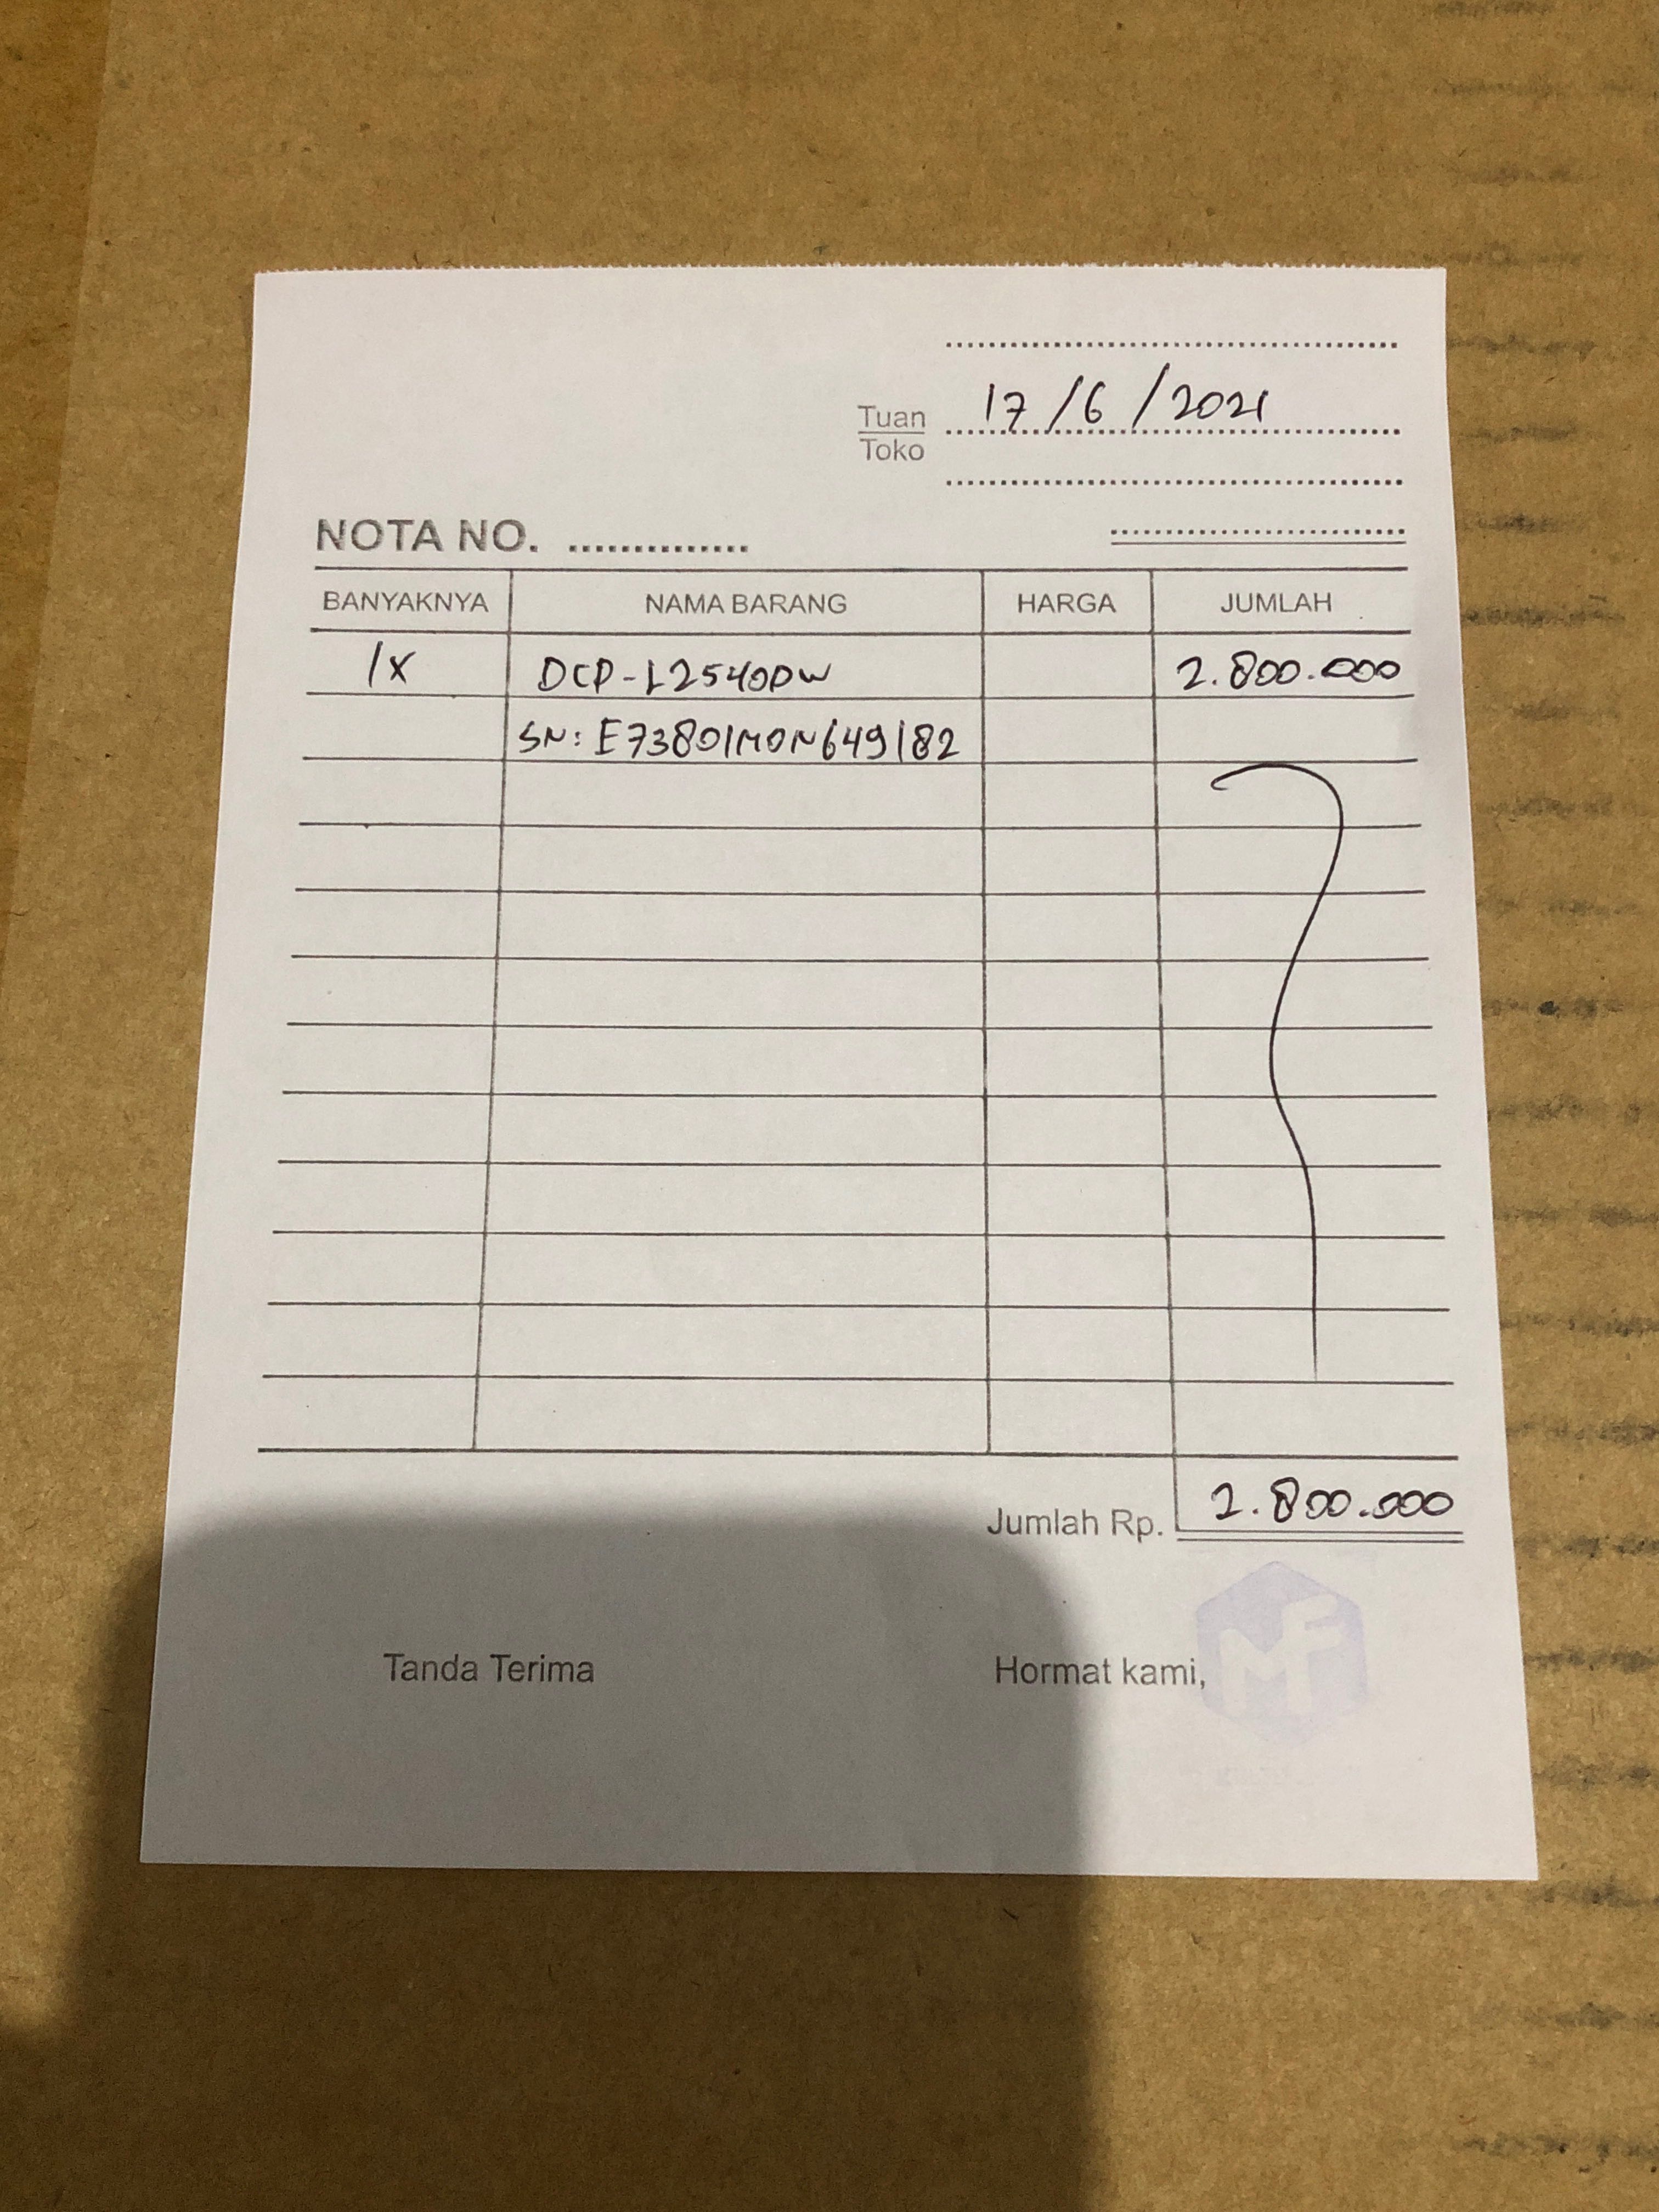 17/6/2021
Tuan
Toko
NOTA NO. ..............
BANYAKNYA NAMA BARANG HARGA JUMLAH
1x DCP-L2540DW 2.800.000
SN: E73801M0N649182
Jumlah Rp. 2.800.000
Tanda Terima Hormat kami,
MF